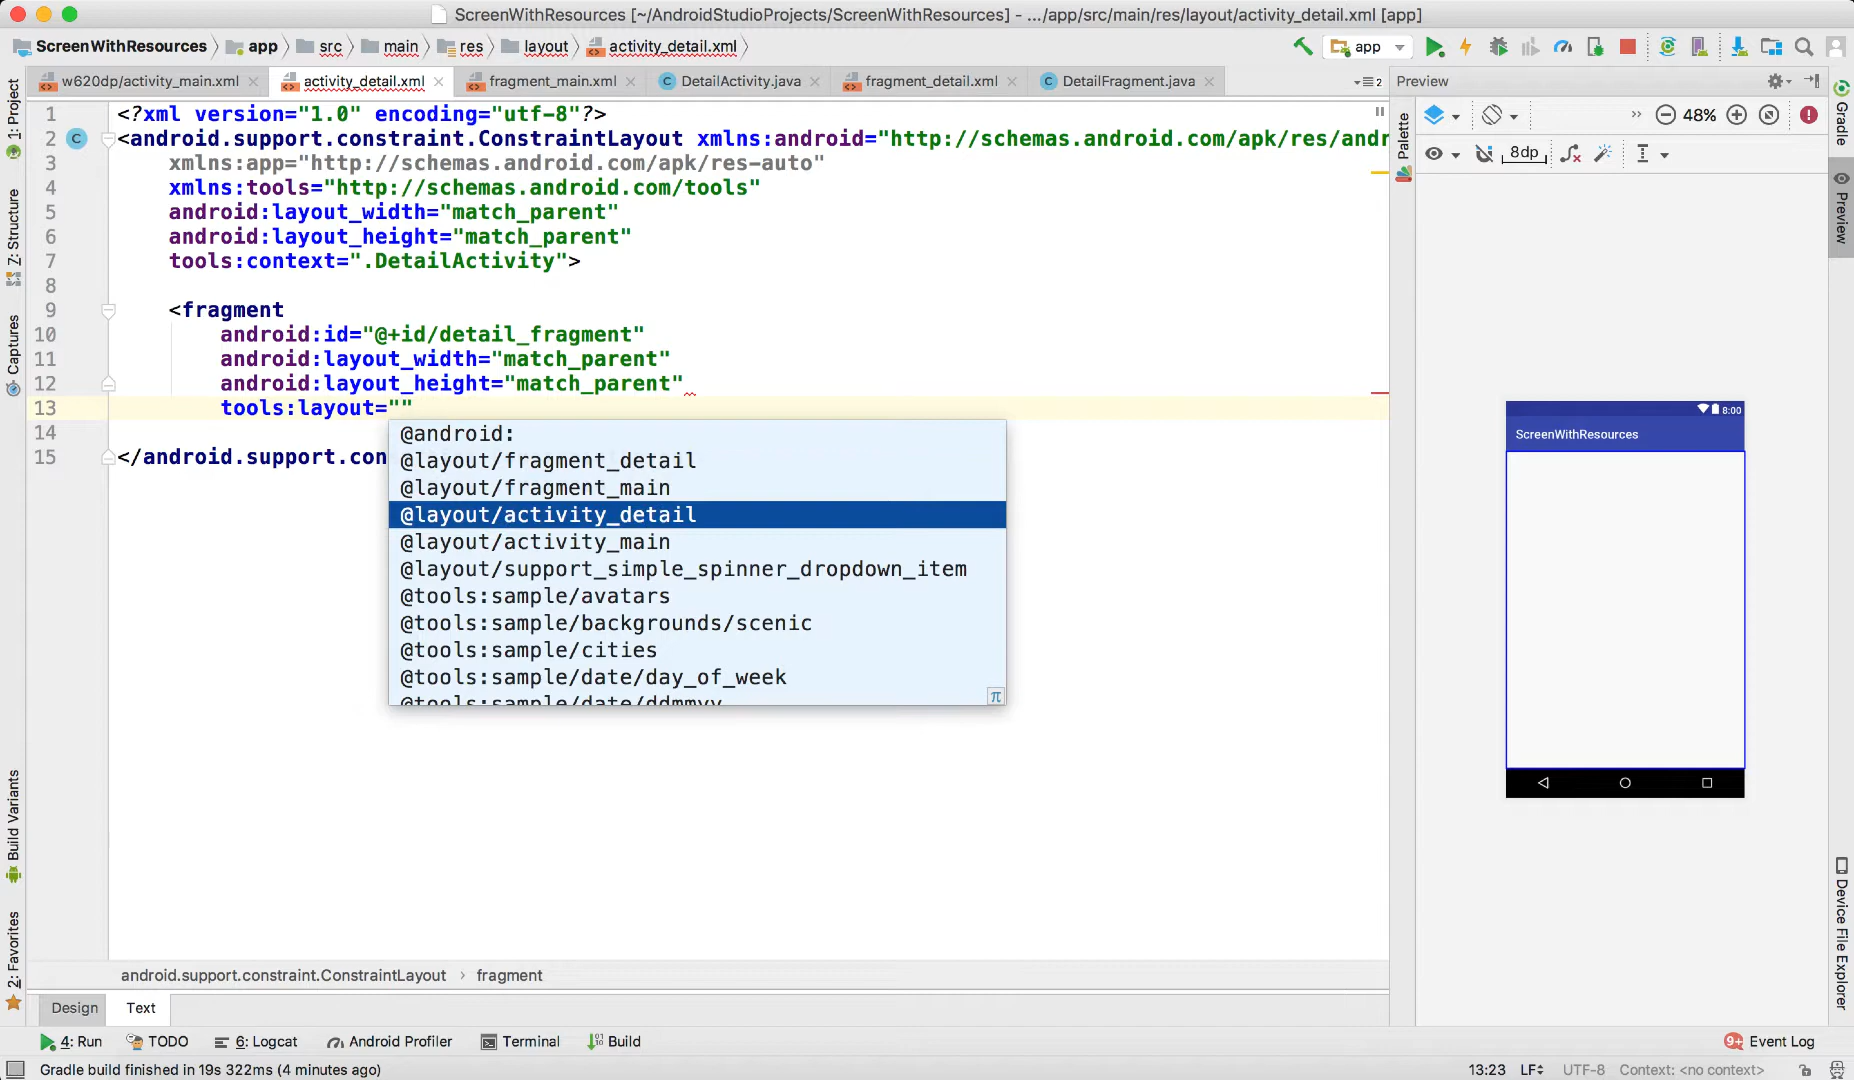 ScreenWithResources [~/AndroidStudioProjects/ScreenWithResources] - .../app/src/main/res/layout/activity_detail.xml [app]
ScreenWithResources app src main res layout activity_detail.xml
app
w620dp/activity_main.xml activity_detail.xml fragment_main.xml DetailActivity.java fragment_detail.xml DetailFragment.java
2
Preview
1 <?xml version="1.0" encoding="utf-8"?>
2 <android.support.constraint.ConstraintLayout xmlns:android="http://schemas.android.com/apk/res/andr
3 xmlns:app="http://schemas.android.com/apk/res-auto"
4 xmlns:tools="http://schemas.android.com/tools"
5 android:layout_width="match_parent"
6 android:layout_height="match_parent"
7 tools:context=".DetailActivity">
8
9 <fragment
10 android:id="@+id/detail_fragment"
11 android:layout_width="match_parent"
12 android:layout_height="match_parent"
13 tools:layout=""
14
15 </android.support.con
@android:
@layout/fragment_detail
@layout/fragment_main
@layout/activity_detail
@layout/activity_main
@layout/support_simple_spinner_dropdown_item
@tools:sample/avatars
@tools:sample/backgrounds/scenic
@tools:sample/cities
@tools:sample/date/day_of_week
@tools:sample/date/ddmmyy
π
1: Project
7: Structure
Captures
Build Variants
2: Favorites
Palette
48%
8dp
8:00
ScreenWithResources
Gradle
Preview
Device File Explorer
android.support.constraint.ConstraintLayout › fragment
Design Text
4: Run TODO 6: Logcat Android Profiler Terminal Build
9+ Event Log
Gradle build finished in 19s 322ms (4 minutes ago)
13:23 LF UTF-8 Context: <no context>